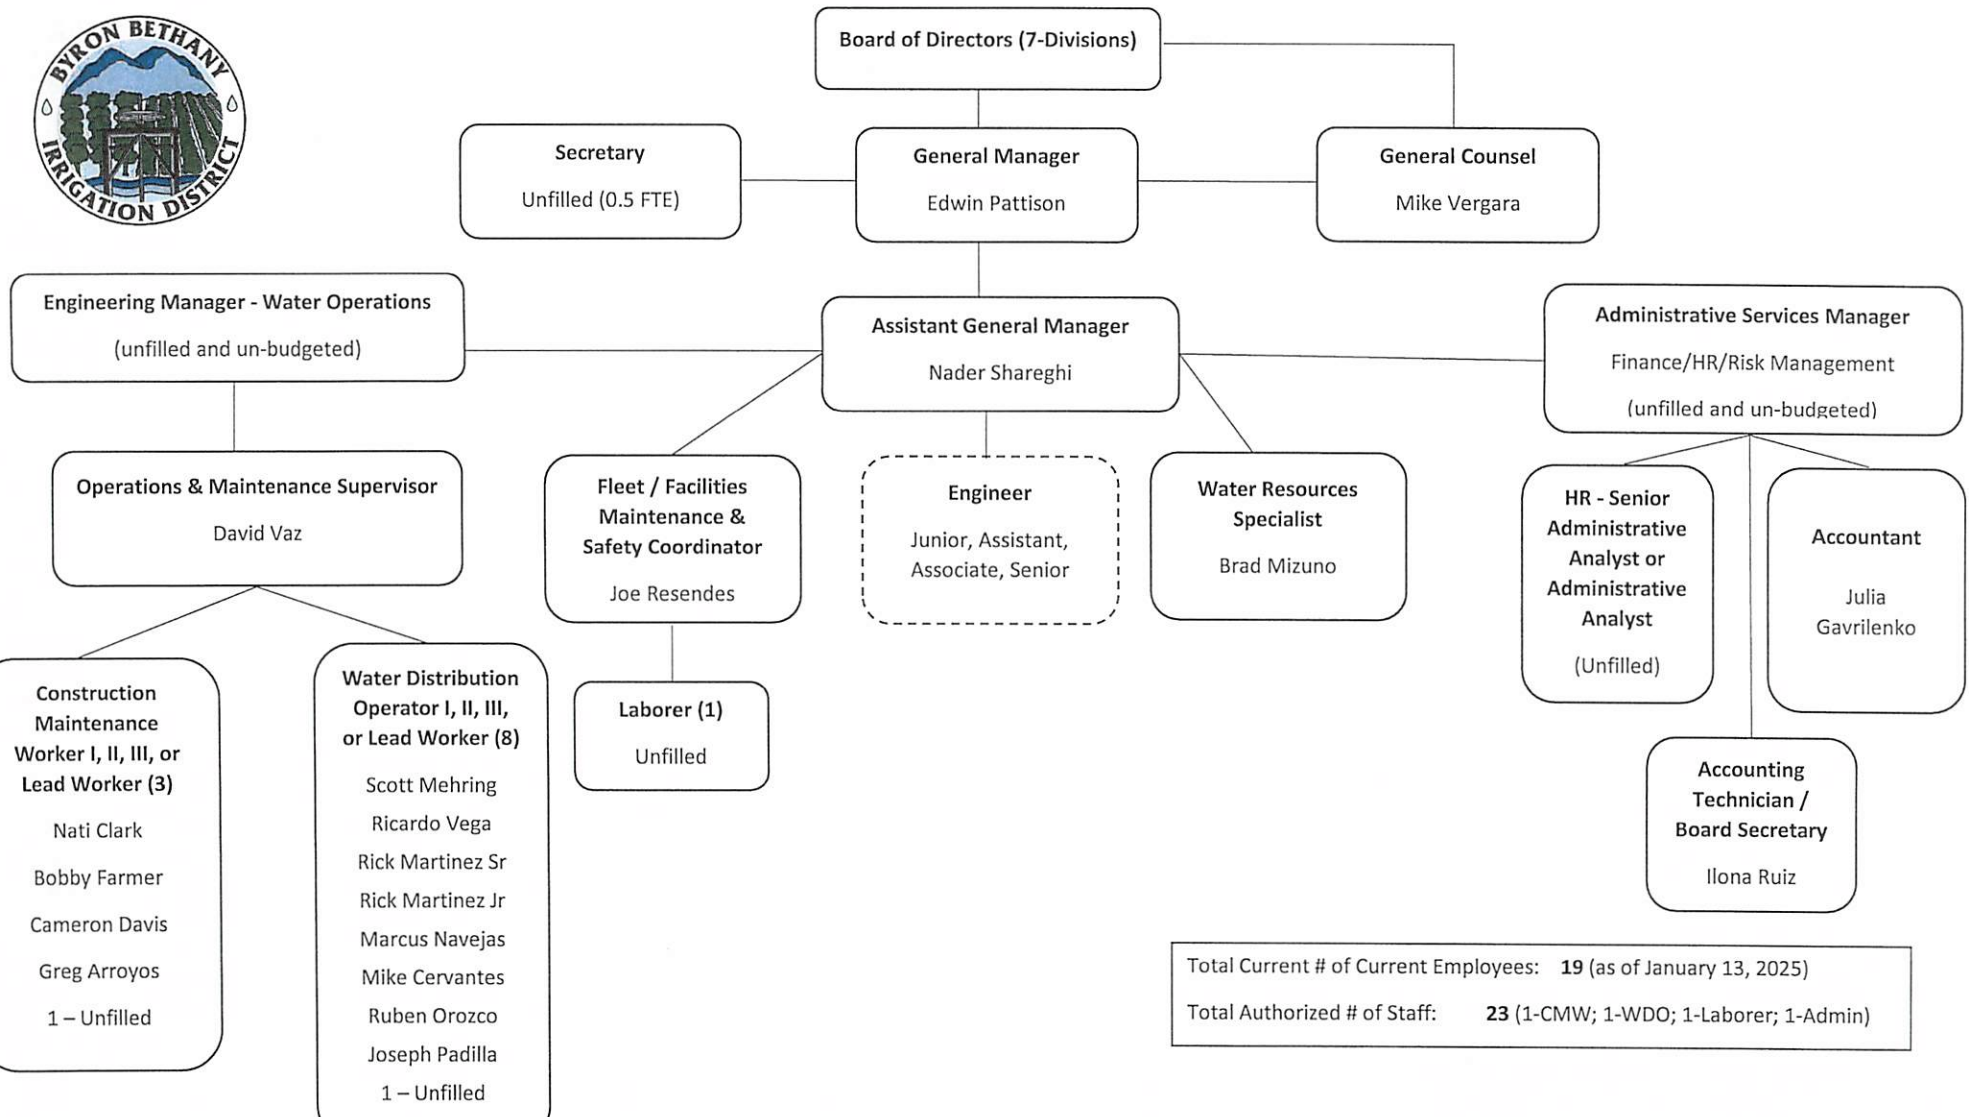 BYRON BETHANY
IRRIGATION DISTRICT
Board of Directors (7-Divisions)
Secretary
Unfilled (0.5 FTE)
General Manager
Edwin Pattison
General Counsel
Mike Vergara
Engineering Manager - Water Operations
(unfilled and un-budgeted)
Assistant General Manager
Nader Shareghi
Administrative Services Manager
Finance/HR/Risk Management
(unfilled and un-budgeted)
Operations & Maintenance Supervisor
David Vaz
Fleet / Facilities
Maintenance &
Safety Coordinator
Joe Resendes
Engineer
Junior, Assistant,
Associate, Senior
Water Resources
Specialist
Brad Mizuno
HR - Senior
Administrative
Analyst or
Administrative
Analyst
(Unfilled)
Accountant
Julia
Gavrilenko
Construction
Maintenance
Worker I, II, III, or
Lead Worker (3)
Nati Clark
Bobby Farmer
Cameron Davis
Greg Arroyos
1 – Unfilled
Water Distribution
Operator I, II, III,
or Lead Worker (8)
Scott Mehring
Ricardo Vega
Rick Martinez Sr
Rick Martinez Jr
Marcus Navejas
Mike Cervantes
Ruben Orozco
Joseph Padilla
1 – Unfilled
Laborer (1)
Unfilled
Accounting
Technician /
Board Secretary
Ilona Ruiz
Total Current # of Current Employees: 19 (as of January 13, 2025)
Total Authorized # of Staff: 23 (1-CMW; 1-WDO; 1-Laborer; 1-Admin)